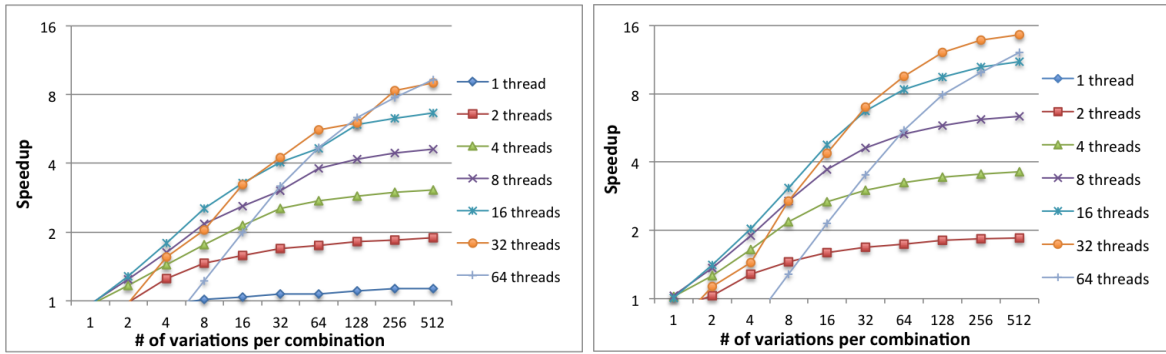 16
8
4
2
1
Speedup
1 2 4 8 16 32 64 128 256 512
# of variations per combination
1 thread
2 threads
4 threads
8 threads
16 threads
32 threads
64 threads
16
8
4
2
1
Speedup
1 2 4 8 16 32 64 128 256 512
# of variations per combination
1 thread
2 threads
4 threads
8 threads
16 threads
32 threads
64 threads